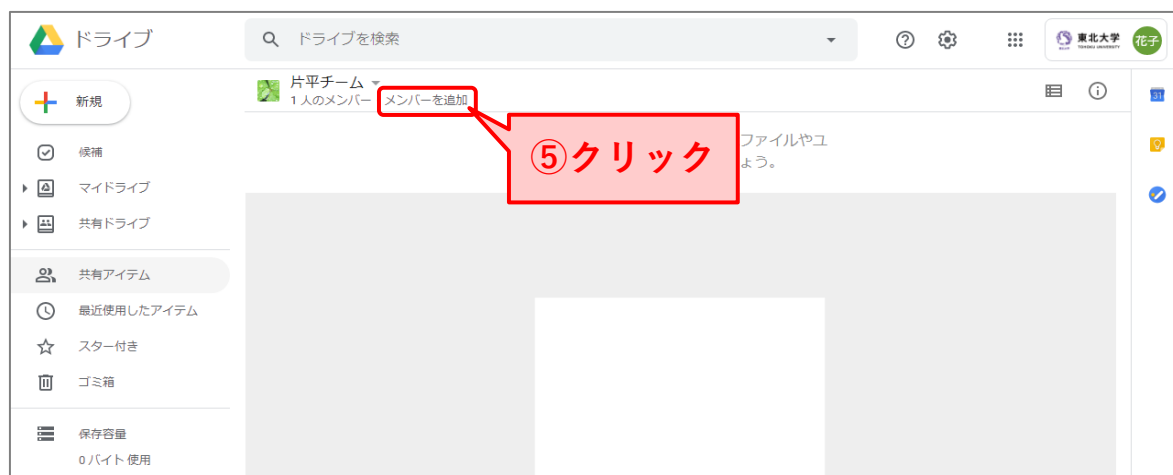 ドライブ
ドライブを検索
東北大学
TOHOKU UNIVERSITY
花子
新規
片平チーム
1 人のメンバー メンバーを追加
31
⑤クリック
ファイルやユ
ょう。
候補
マイドライブ
共有ドライブ
共有アイテム
最近使用したアイテム
スター付き
ゴミ箱
保存容量
0 バイト 使用